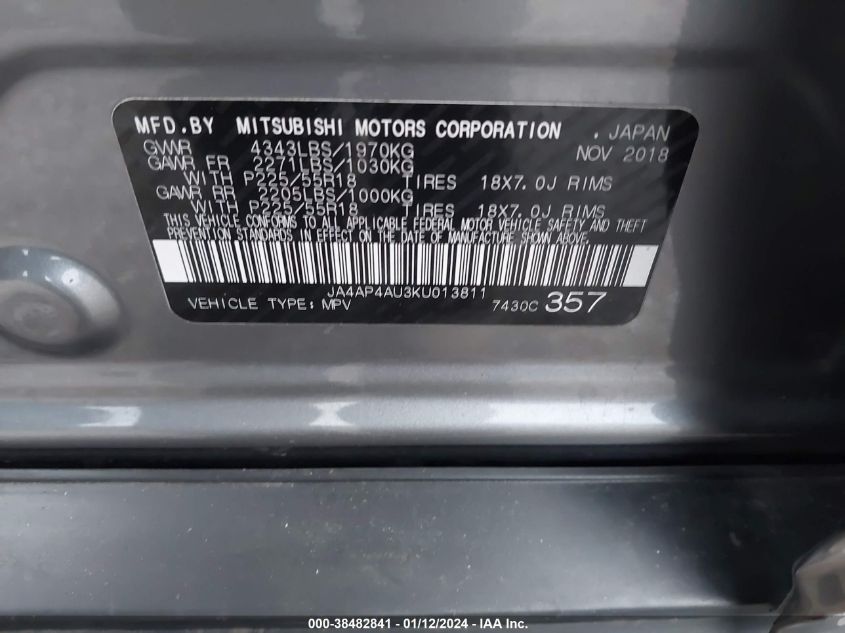 MFD.BY MITSUBISHI MOTORS CORPORATION , JAPAN
GVWR 4343LBS/1970KG NOV 2018
GAWR FR 2271LBS/1030KG
WITH P225/55R18 TIRES 18X7.0J RIMS
GAWR RR 2205LBS/1000KG
WITH P225/55R18 TIRES 18X7.0J RIMS
THIS VEHICLE CONFORMS TO ALL APPLICABLE FEDERAL MOTOR VEHICLE SAFETY AND THEFT
PREVENTION STANDARDS IN EFFECT ON THE DATE OF MANUFACTURE SHOWN ABOVE.
JA4AP4AU3KU013811
VEHICLE TYPE: MPV 7430C 357
000-38482841 - 01/12/2024 - IAA Inc.